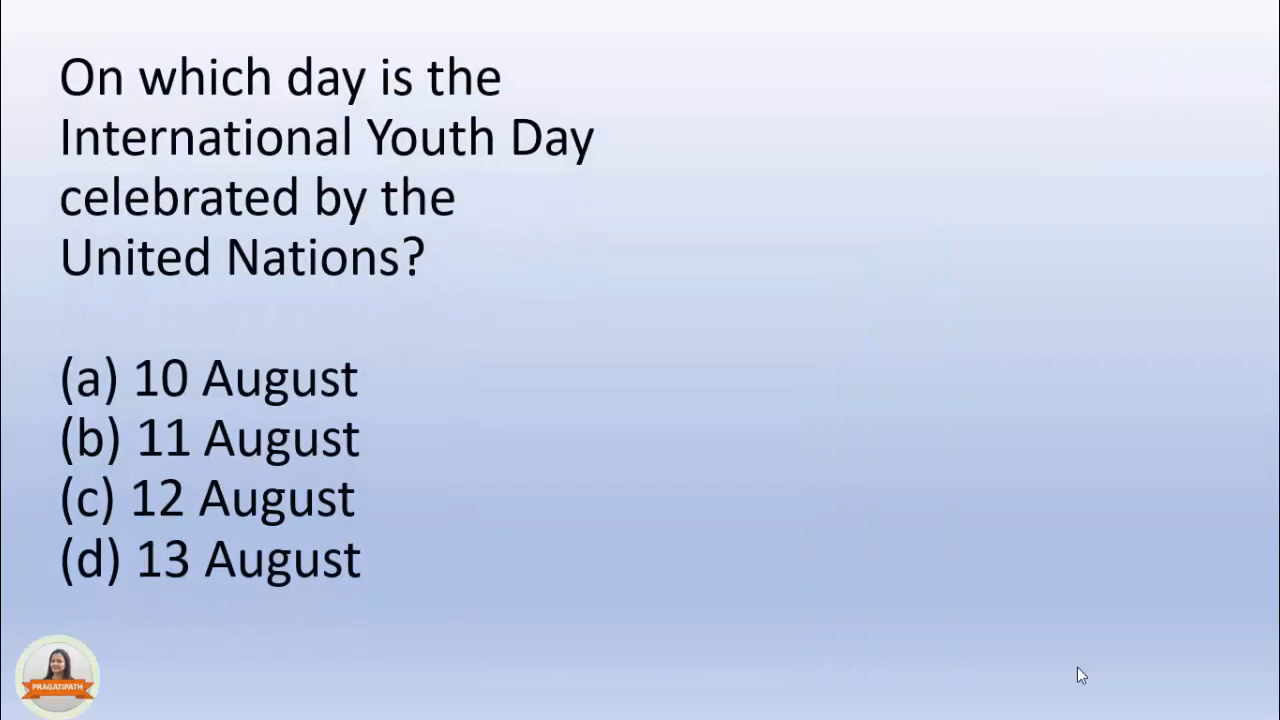 On which day is the
International Youth Day
celebrated by the
United Nations?
(a) 10 August
(b) 11 August
(c) 12 August
(d) 13 August
PRAGATIPATH